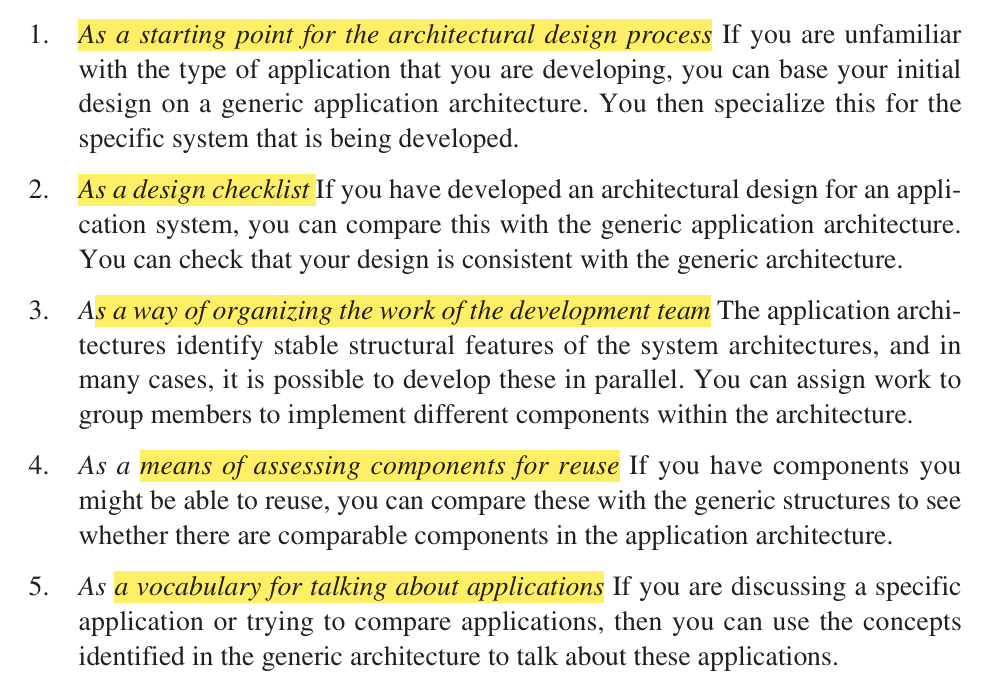 1. As a starting point for the architectural design process If you are unfamiliar
with the type of application that you are developing, you can base your initial
design on a generic application architecture. You then specialize this for the
specific system that is being developed.
2. As a design checklist If you have developed an architectural design for an appli-
cation system, you can compare this with the generic application architecture.
You can check that your design is consistent with the generic architecture.
3. As a way of organizing the work of the development team The application archi-
tectures identify stable structural features of the system architectures, and in
many cases, it is possible to develop these in parallel. You can assign work to
group members to implement different components within the architecture.
4. As a means of assessing components for reuse If you have components you
might be able to reuse, you can compare these with the generic structures to see
whether there are comparable components in the application architecture.
5. As a vocabulary for talking about applications If you are discussing a specific
application or trying to compare applications, then you can use the concepts
identified in the generic architecture to talk about these applications.